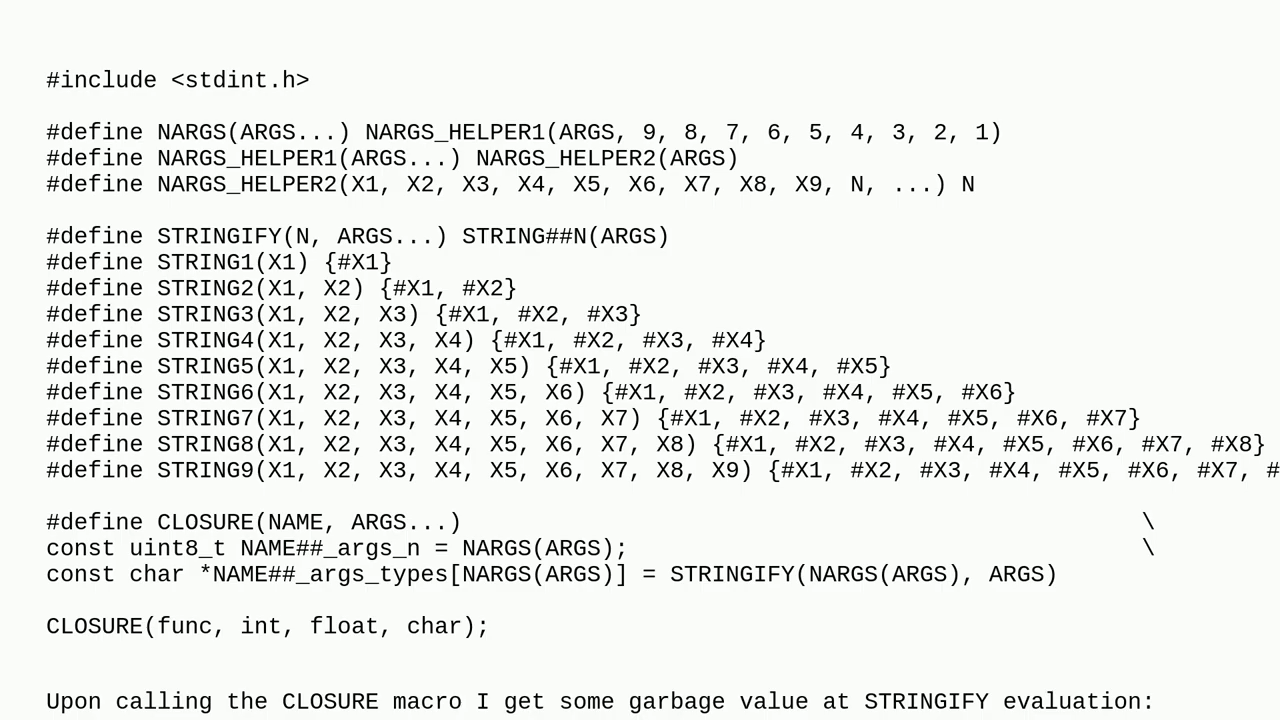 #include <stdint.h>
#define NARGS(ARGS...) NARGS_HELPER1(ARGS, 9, 8, 7, 6, 5, 4, 3, 2, 1)
#define NARGS_HELPER1(ARGS...) NARGS_HELPER2(ARGS)
#define NARGS_HELPER2(X1, X2, X3, X4, X5, X6, X7, X8, X9, N, ...) N
#define STRINGIFY(N, ARGS...) STRING##N(ARGS)
#define STRING1(X1) {#X1}
#define STRING2(X1, X2) {#X1, #X2}
#define STRING3(X1, X2, X3) {#X1, #X2, #X3}
#define STRING4(X1, X2, X3, X4) {#X1, #X2, #X3, #X4}
#define STRING5(X1, X2, X3, X4, X5) {#X1, #X2, #X3, #X4, #X5}
#define STRING6(X1, X2, X3, X4, X5, X6) {#X1, #X2, #X3, #X4, #X5, #X6}
#define STRING7(X1, X2, X3, X4, X5, X6, X7) {#X1, #X2, #X3, #X4, #X5, #X6, #X7}
#define STRING8(X1, X2, X3, X4, X5, X6, X7, X8) {#X1, #X2, #X3, #X4, #X5, #X6, #X7, #X8}
#define STRING9(X1, X2, X3, X4, X5, X6, X7, X8, X9) {#X1, #X2, #X3, #X4, #X5, #X6, #X7, #
#define CLOSURE(NAME, ARGS...) \
const uint8_t NAME##_args_n = NARGS(ARGS); \
const char *NAME##_args_types[NARGS(ARGS)] = STRINGIFY(NARGS(ARGS), ARGS)
CLOSURE(func, int, float, char);
Upon calling the CLOSURE macro I get some garbage value at STRINGIFY evaluation: